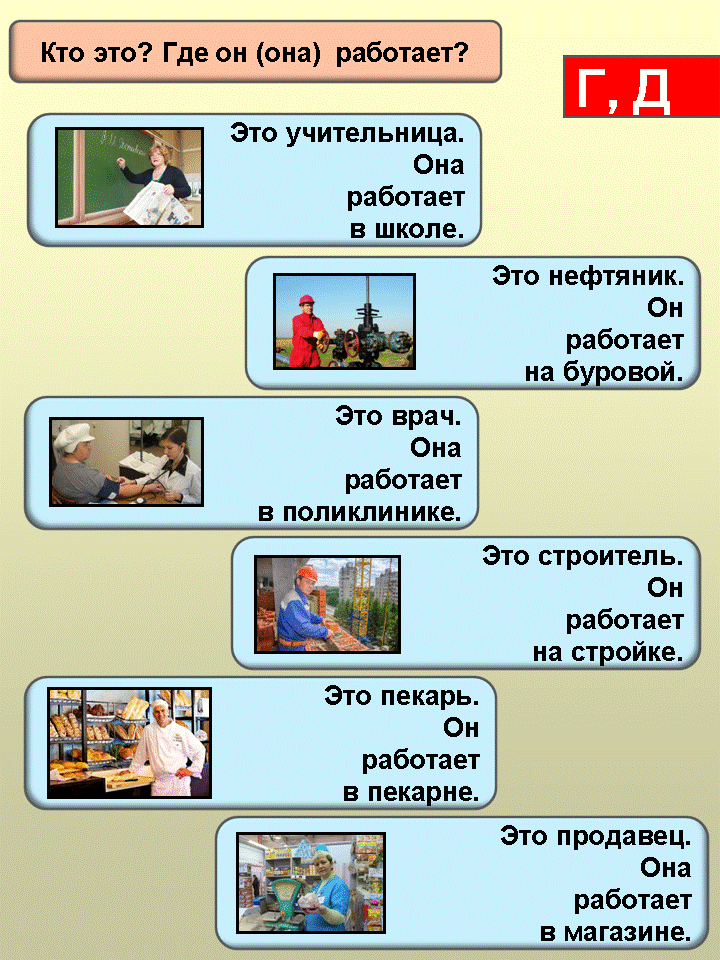 Кто это? Где он (она) работает?
Г, Д
Это учительница.
Она
работает
в школе.
Это нефтяник.
Он
работает
на буровой.
Это врач.
Она
работает
в поликлинике.
Это строитель.
Он
работает
на стройке.
Это пекарь.
Он
работает
в пекарне.
Это продавец.
Она
работает
в магазине.